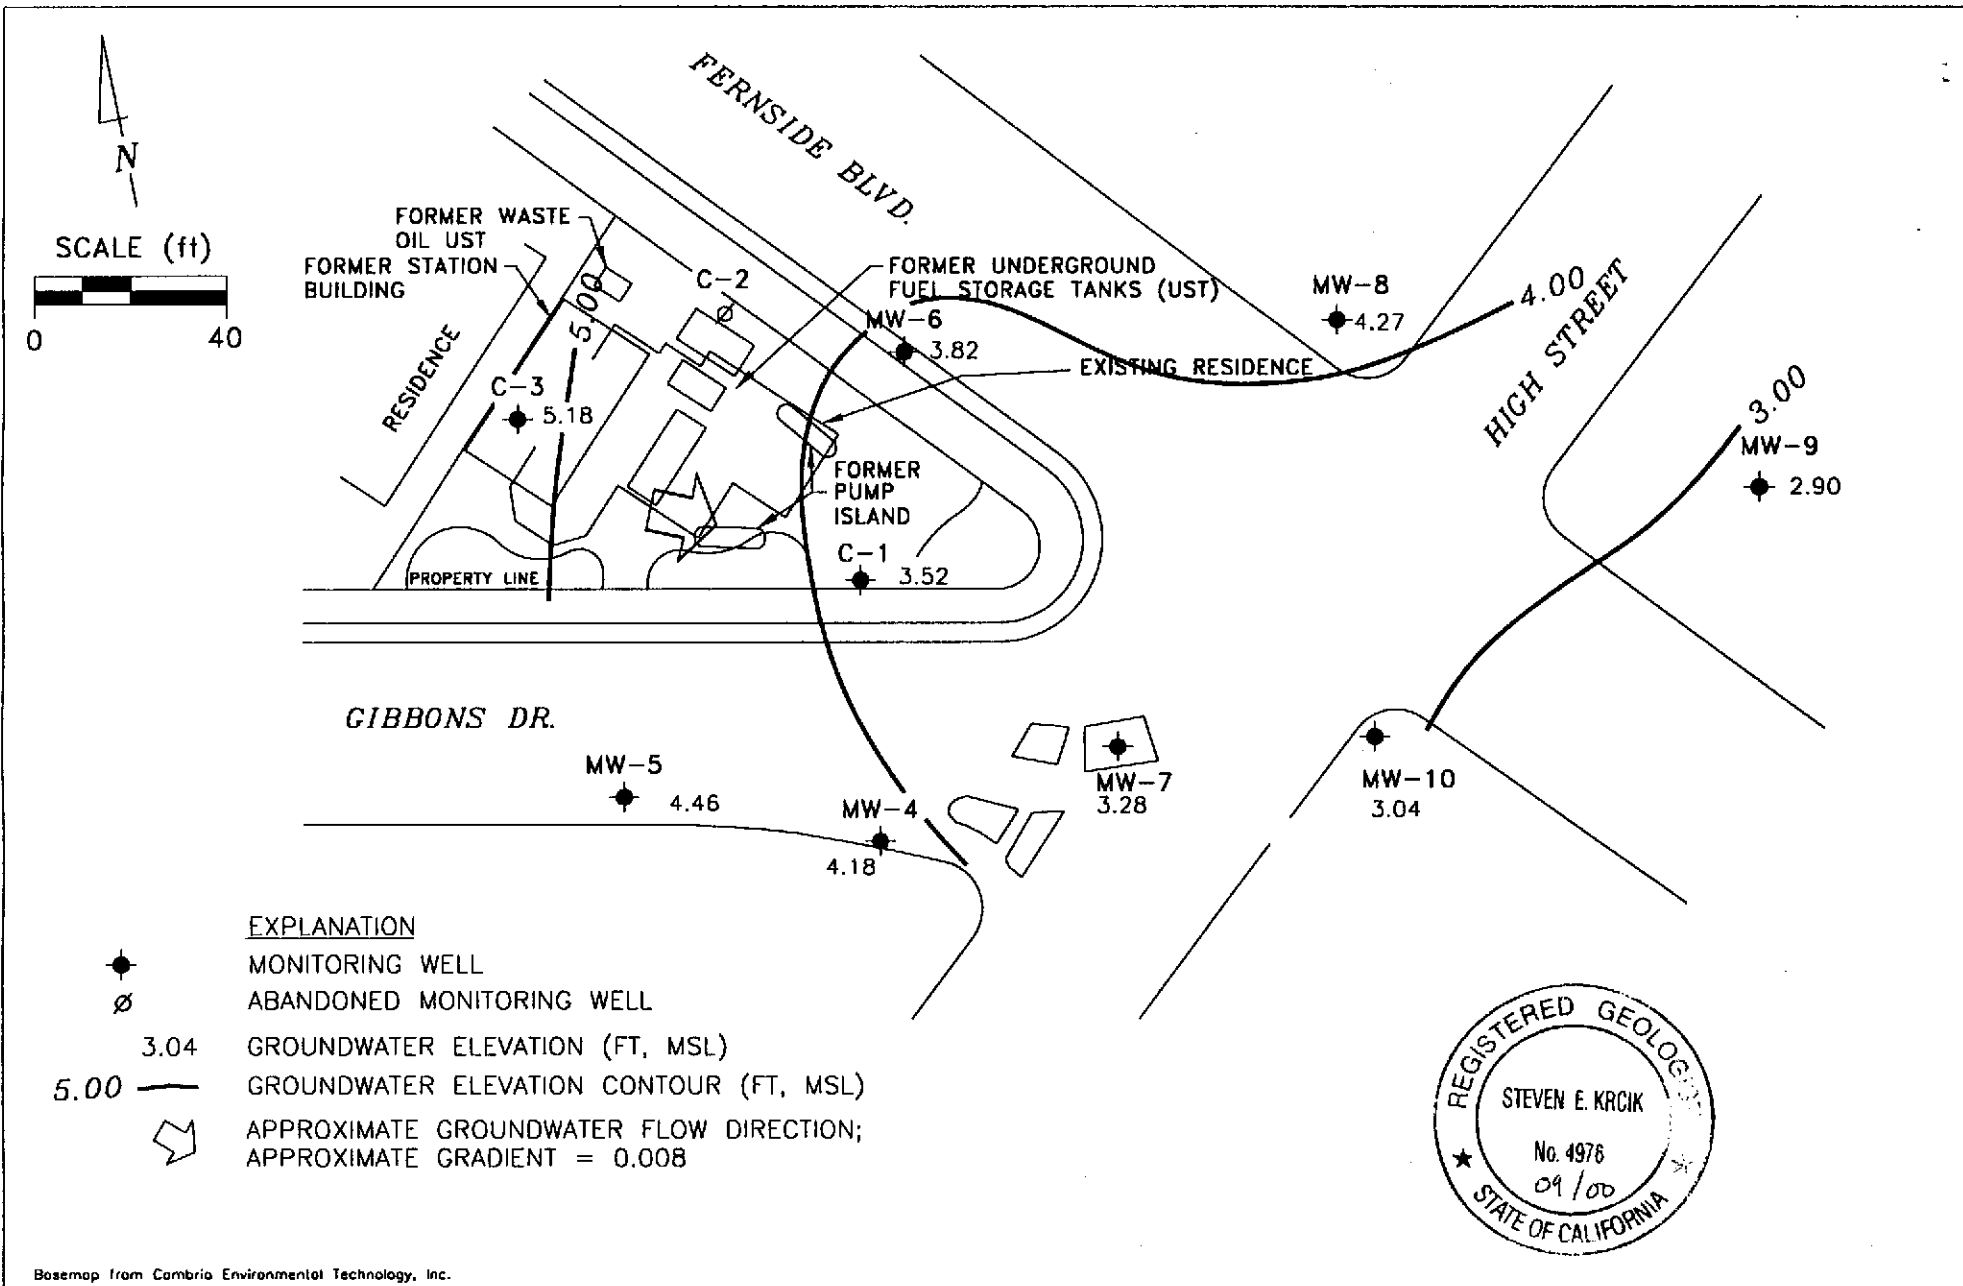 FERNSIDE BLVD.
N
SCALE (ft)
0 40
FORMER WASTE
OIL UST
FORMER STATION
BUILDING
RESIDENCE
5.00
C-2
FORMER UNDERGROUND
FUEL STORAGE TANKS (UST)
MW-6
3.82
EXISTING RESIDENCE
MW-8
4.27
4.00
HIGH STREET
3.00
MW-9
2.90
C-3
5.18
FORMER
PUMP
ISLAND
C-1
3.52
PROPERTY LINE
GIBBONS DR.
MW-5
4.46
MW-4
4.18
MW-7
3.28
MW-10
3.04
EXPLANATION
MONITORING WELL
ABANDONED MONITORING WELL
3.04 GROUNDWATER ELEVATION (FT, MSL)
5.00 GROUNDWATER ELEVATION CONTOUR (FT, MSL)
APPROXIMATE GROUNDWATER FLOW DIRECTION;
APPROXIMATE GRADIENT = 0.008
REGISTERED GEOLOGIST
STEVEN E. KRCIK
No. 4976
09/00
STATE OF CALIFORNIA
Basemap from Cambria Environmental Technology, Inc.